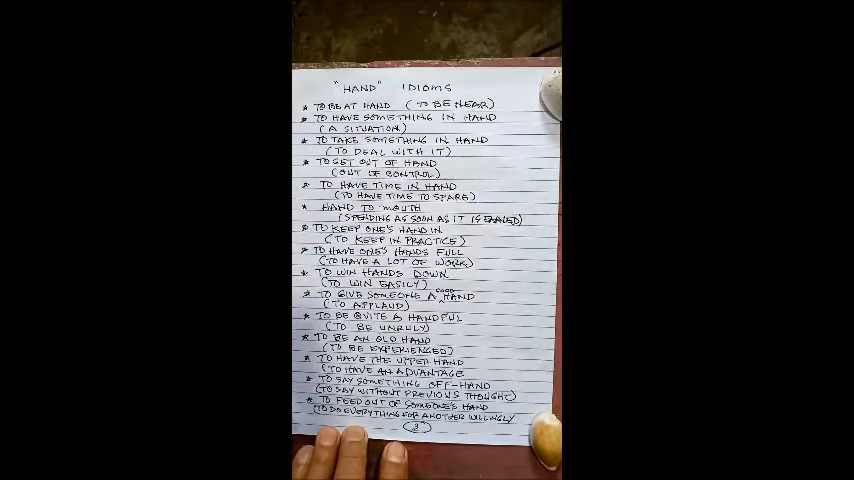 "HAND" IDIOMS
* TO BE AT HAND (TO BE NEAR)
* TO HAVE SOMETHING IN HAND
(A SITUATION)
* TO TAKE SOMETHING IN HAND
(TO DEAL WITH IT)
* TO GET OUT OF HAND
(OUT OF CONTROL)
* TO HAVE TIME IN HAND
(TO HAVE TIME TO SPARE)
* HAND TO MOUTH
(SPENDING AS SOON AS IT IS EARNED)
* TO KEEP ONE'S HAND IN
(TO KEEP IN PRACTICE)
* TO HAVE ONE'S HANDS FULL
(TO HAVE A LOT OF WORK)
* TO WIN HANDS DOWN
(TO WIN EASILY)
* TO GIVE SOMEONE A GOOD HAND
(TO APPLAUD)
* TO BE QUITE A HANDFUL
(TO BE UNRULY)
* TO BE AN OLD HAND
(TO BE EXPERIENCED)
* TO HAVE THE UPPER HAND
(TO HAVE AN ADVANTAGE
* TO SAY SOMETHING OFF-HAND
(TO SAY WITHOUT PREVIOUS THOUGHT)
* TO FEED OUT OF SOMEONE'S HAND
(TO DO EVERYTHING FOR ANOTHER WILLINGLY
3